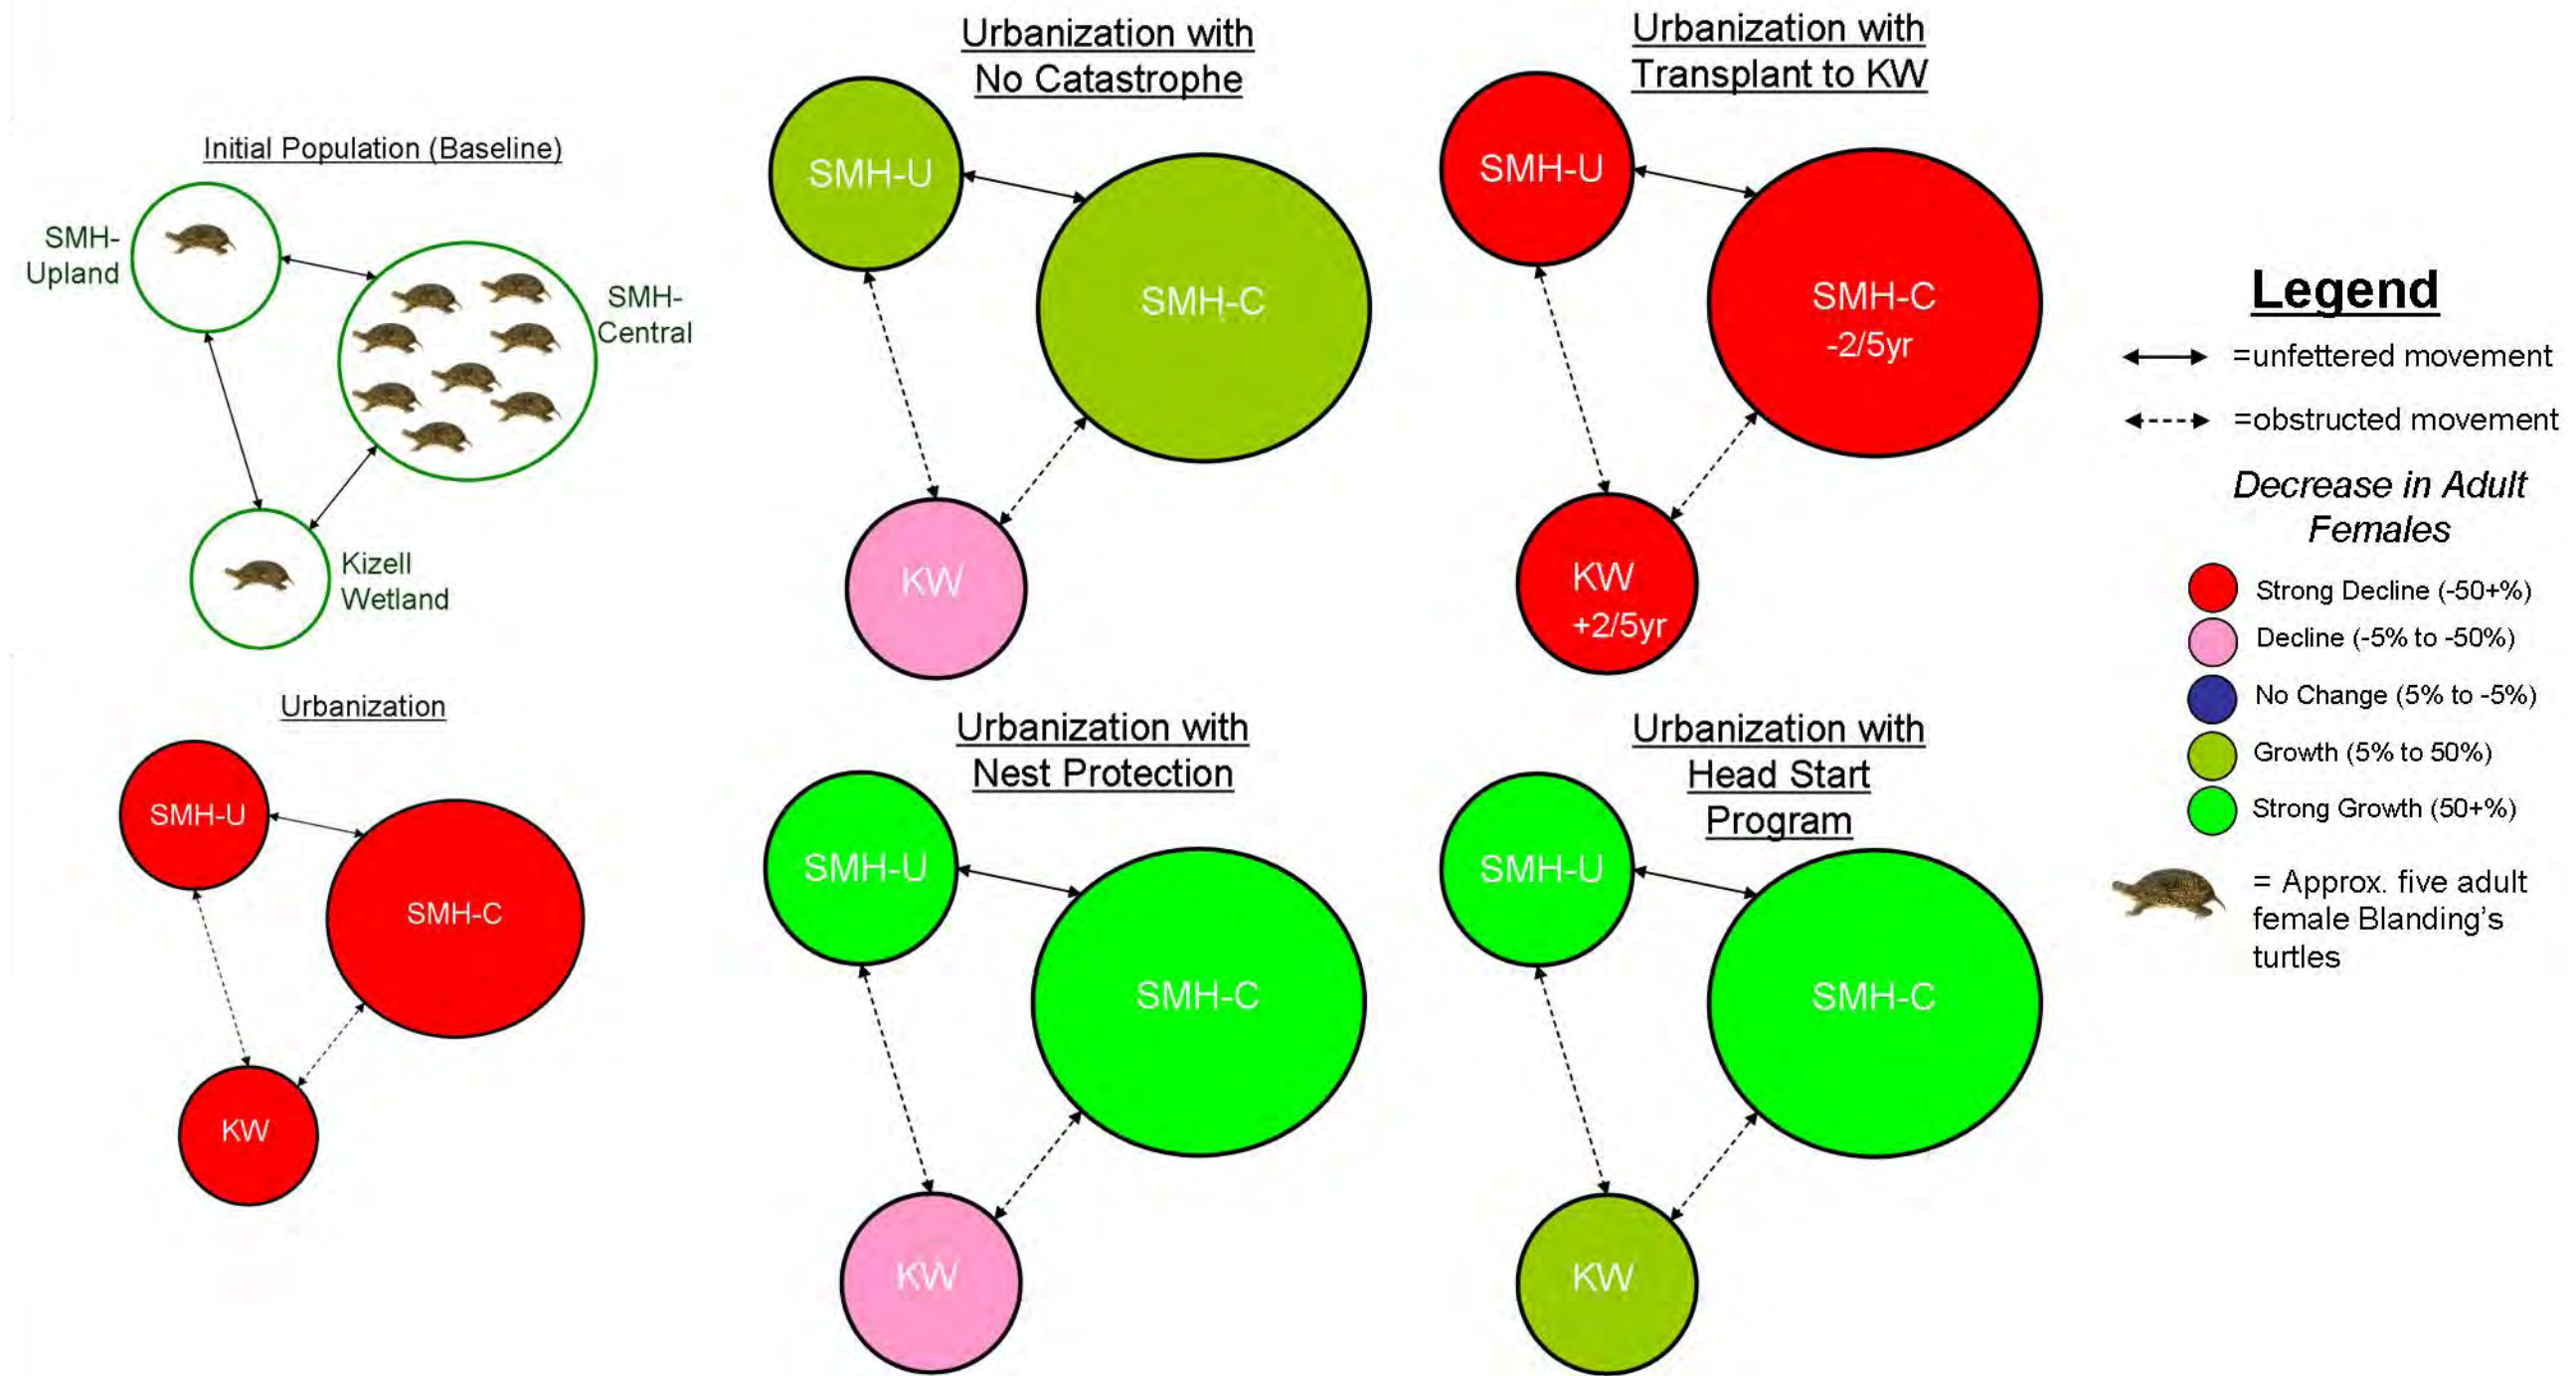 Initial Population (Baseline)
SMH-
Upland
SMH-
Central
Kizell
Wetland
Urbanization
SMH-U
SMH-C
KW
Urbanization with
No Catastrophe
SMH-U
SMH-C
KW
Urbanization with
Nest Protection
SMH-U
SMH-C
KW
Urbanization with
Transplant to KW
SMH-U
SMH-C
-2/5yr
KW
+2/5yr
Urbanization with
Head Start
Program
SMH-U
SMH-C
KW
Legend
=unfettered movement
=obstructed movement
Decrease in Adult
Females
Strong Decline (-50+%)
Decline (-5% to -50%)
No Change (5% to -5%)
Growth (5% to 50%)
Strong Growth (50+%)
= Approx. five adult
female Blanding's
turtles